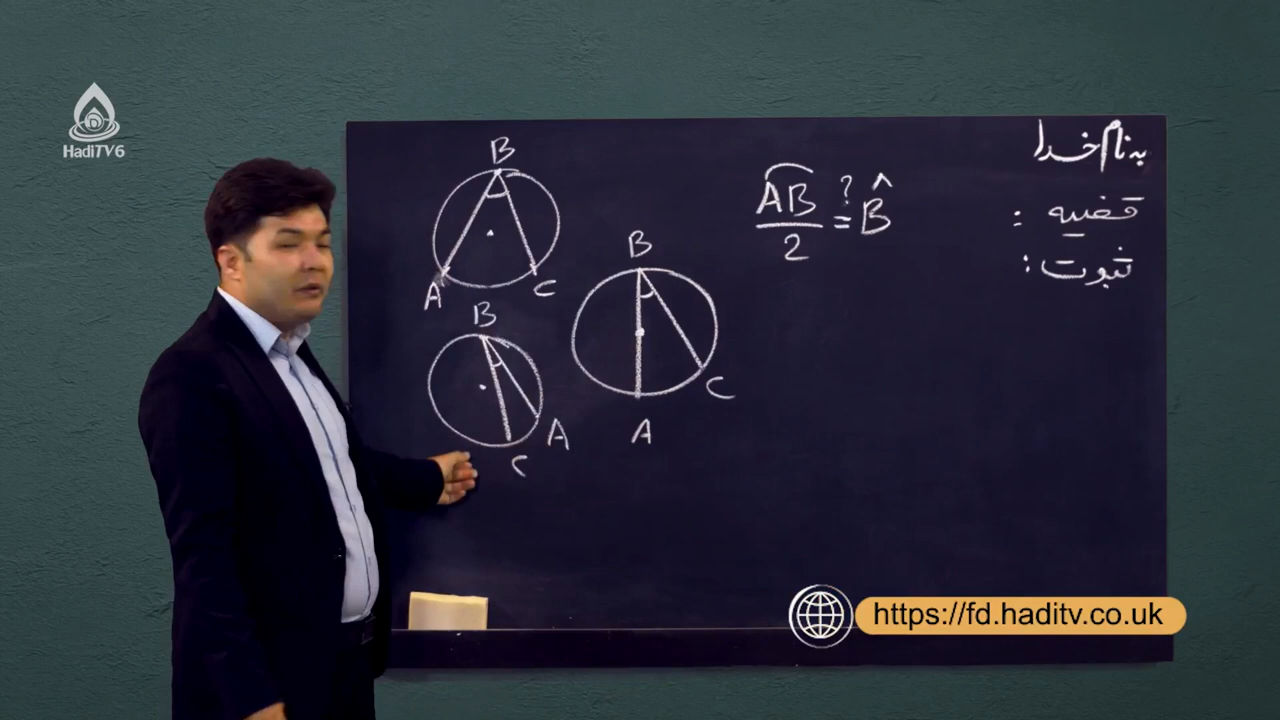 HadiTV6
به نام خدا
قضیه :
ثبوت :
AB/2 ?= B̂
B
A C
B
A
C
B
C
A
https://fd.haditv.co.uk